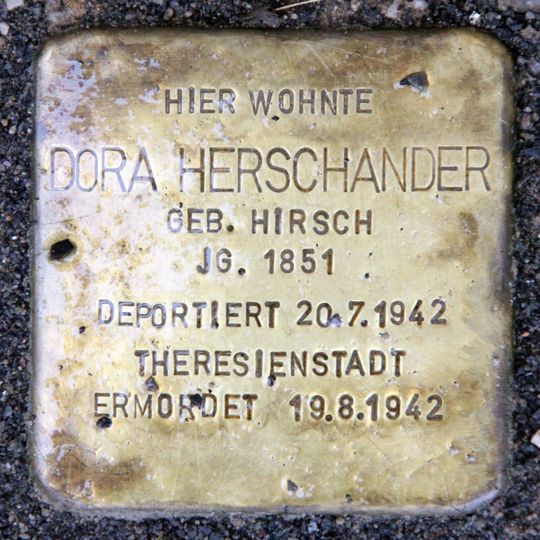 HIER WOHNTE
DORA HERSCHANDER
GEB. HIRSCH
JG. 1851
DEPORTIERT 20.7.1942
THERESIENSTADT
ERMORDET 19.8.1942